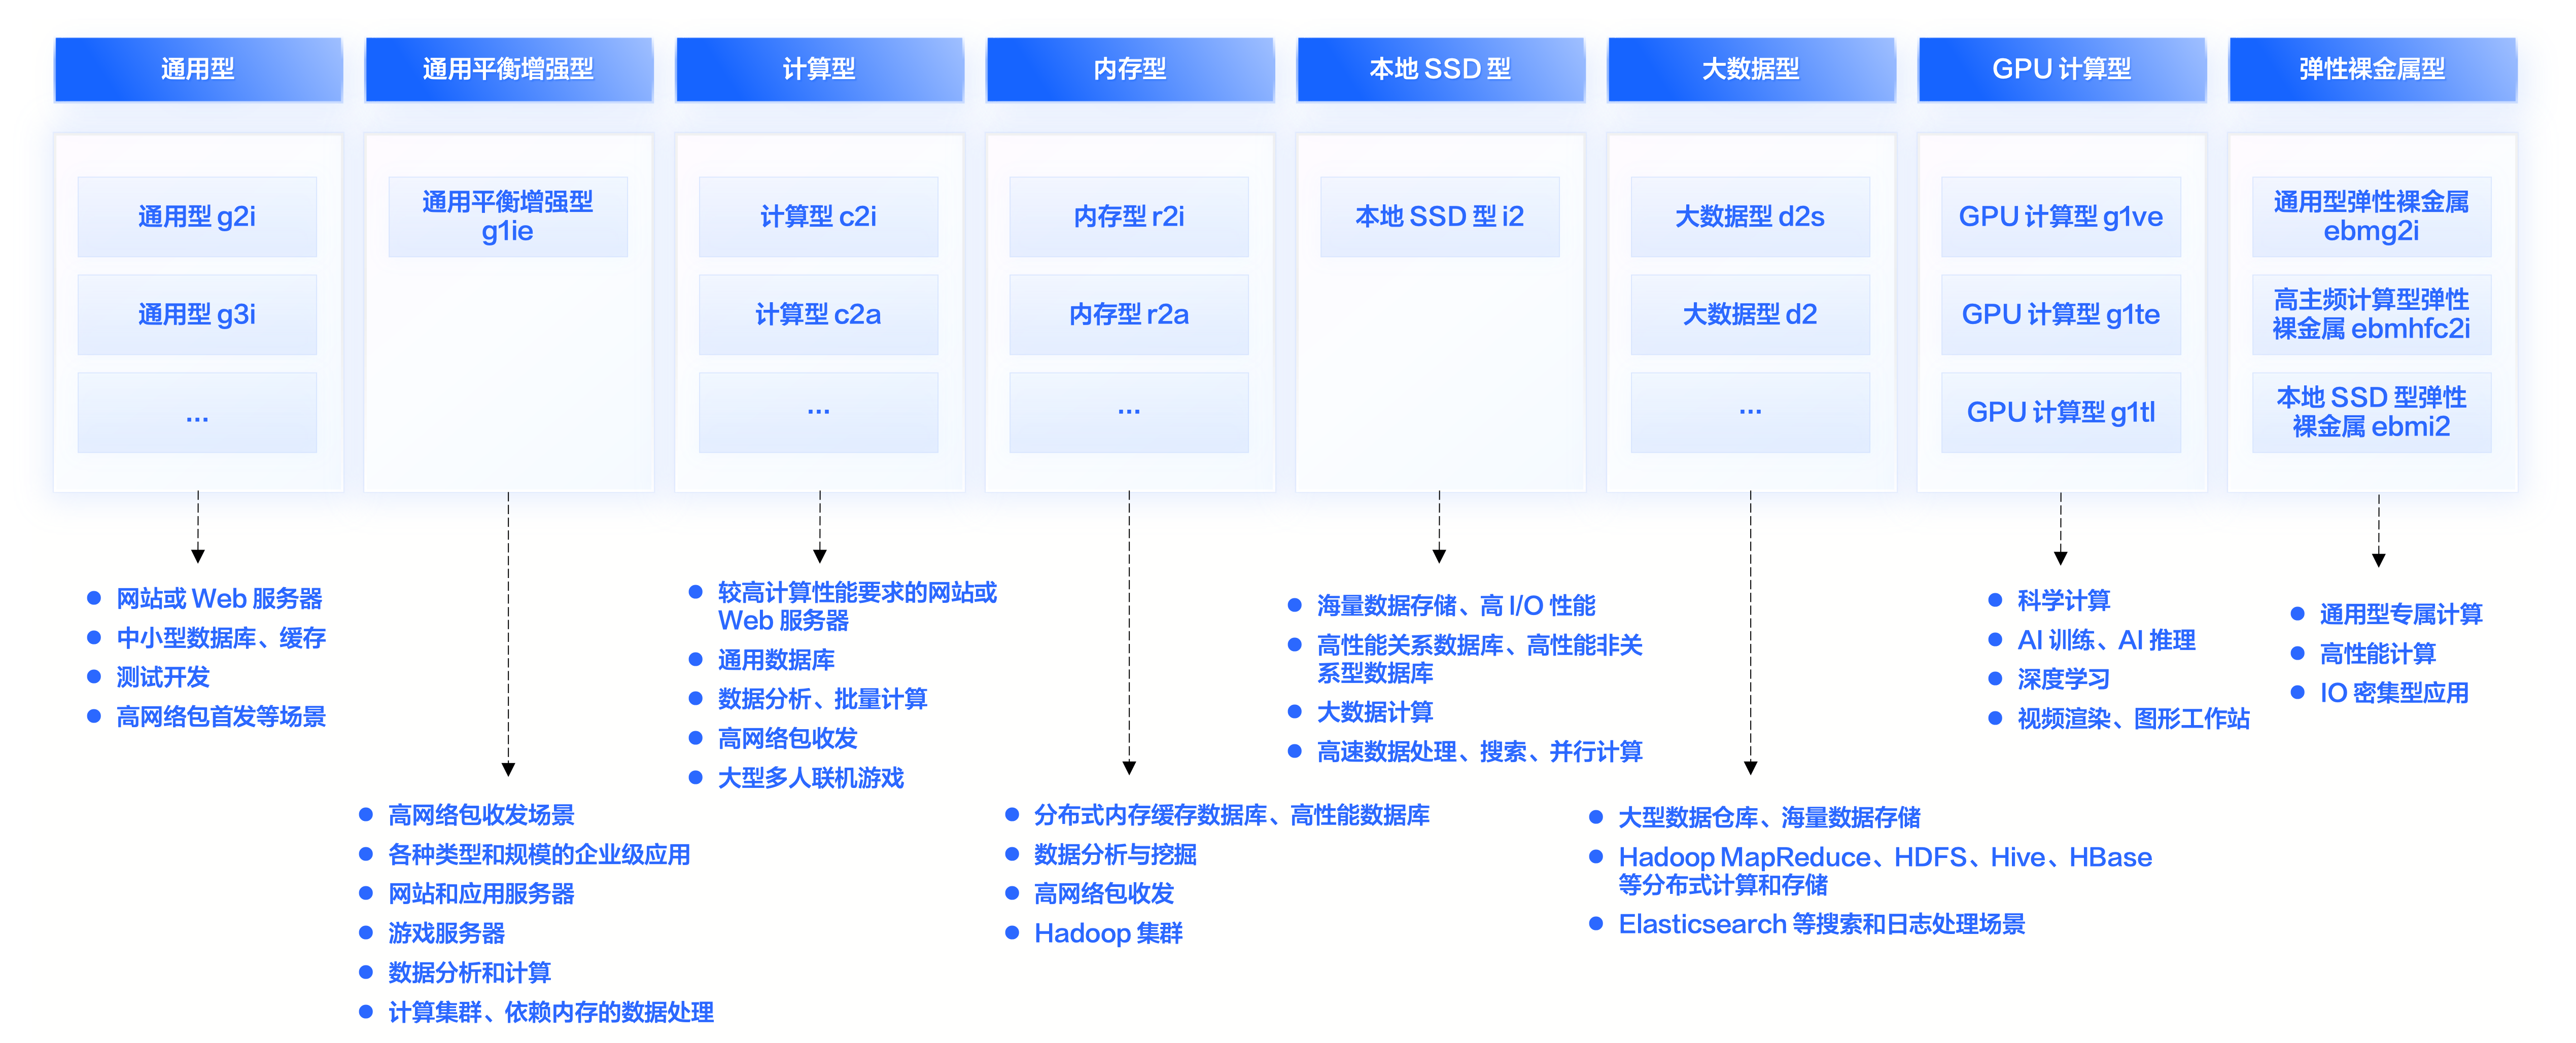 通用型
通用平衡增强型
计算型
内存型
本地 SSD 型
大数据型
GPU 计算型
弹性裸金属型
通用型 g2i
通用型 g3i
...
通用平衡增强型
g1ie
计算型 c2i
计算型 c2a
...
内存型 r2i
内存型 r2a
...
本地 SSD 型 i2
大数据型 d2s
大数据型 d2
...
GPU 计算型 g1ve
GPU 计算型 g1te
GPU 计算型 g1tl
通用型弹性裸金属
ebmg2i
高主频计算型弹性
裸金属 ebmhfc2i
本地 SSD 型弹性
裸金属 ebmi2
网站或 Web 服务器
中小型数据库、缓存
测试开发
高网络包首发等场景
高网络包收发场景
各种类型和规模的企业级应用
网站和应用服务器
游戏服务器
数据分析和计算
计算集群、依赖内存的数据处理
较高计算性能要求的网站或
Web 服务器
通用数据库
数据分析、批量计算
高网络包收发
大型多人联机游戏
分布式内存缓存数据库、高性能数据库
数据分析与挖掘
高网络包收发
Hadoop 集群
海量数据存储、高 I/O 性能
高性能关系数据库、高性能非关
系型数据库
大数据计算
高速数据处理、搜索、并行计算
大型数据仓库、海量数据存储
Hadoop MapReduce、HDFS、Hive、HBase
等分布式计算和存储
Elasticsearch 等搜索和日志处理场景
科学计算
AI 训练、AI 推理
深度学习
视频渲染、图形工作站
通用型专属计算
高性能计算
IO 密集型应用